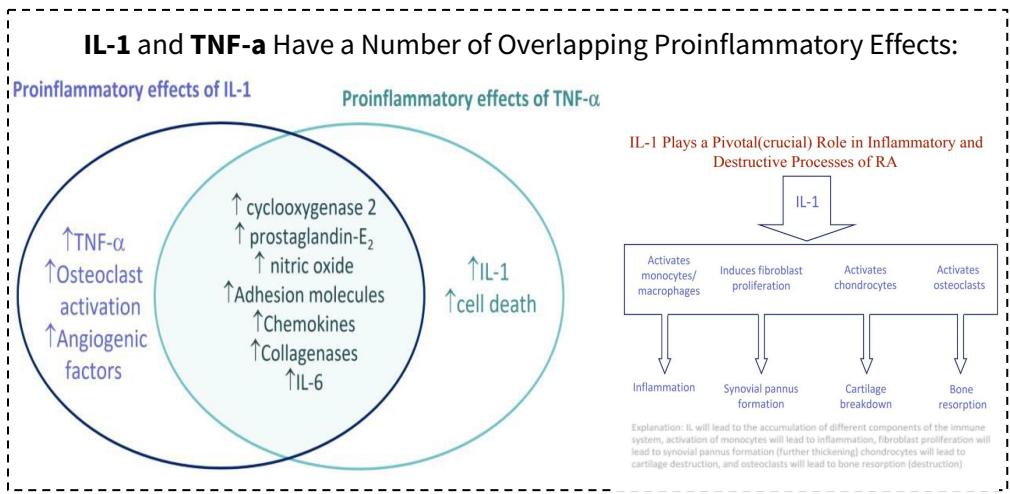 IL-1 and TNF-a Have a Number of Overlapping Proinflammatory Effects:
Proinflammatory effects of IL-1
Proinflammatory effects of TNF-α
↑TNF-α
↑Osteoclast
activation
↑Angiogenic
factors
↑cyclooxygenase 2
↑prostaglandin-E₂
↑nitric oxide
↑Adhesion molecules
↑Chemokines
↑Collagenases
↑IL-6
↑IL-1
↑cell death
IL-1 Plays a Pivotal(crucial) Role in Inflammatory and
Destructive Processes of RA
IL-1
Activates
monocytes/
macrophages
Induces fibroblast
proliferation
Activates
chondrocytes
Activates
osteoclasts
Inflammation
Synovial pannus
formation
Cartilage
breakdown
Bone
resorption
Explanation: IL will lead to the accumulation of different components of the immune
system, activation of monocytes will lead to inflammation, fibroblast proliferation will
lead to synovial pannus formation (further thickening) chondrocytes will lead to
cartilage destruction, and osteoclasts will lead to bone resorption (destruction)